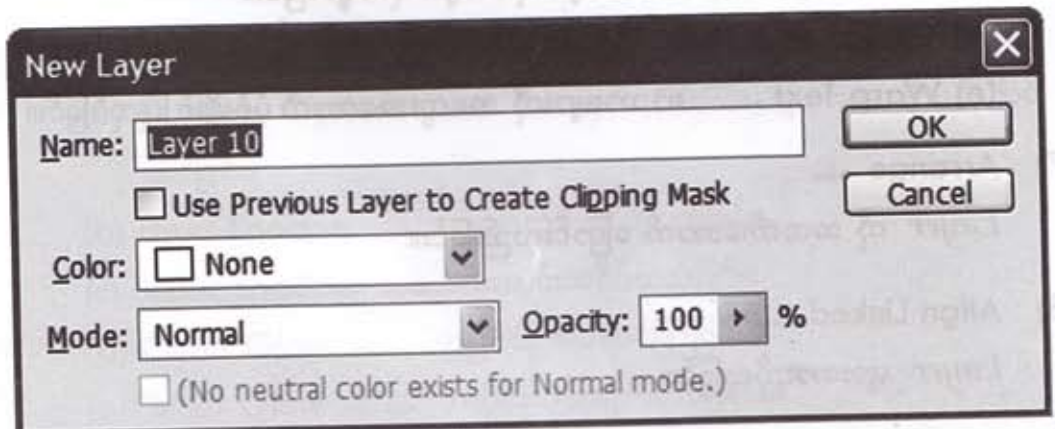 New Layer
Name: Layer 10
OK
Use Previous Layer to Create Clipping Mask
Cancel
Color: None
Mode: Normal Opacity: 100 %
(No neutral color exists for Normal mode.)